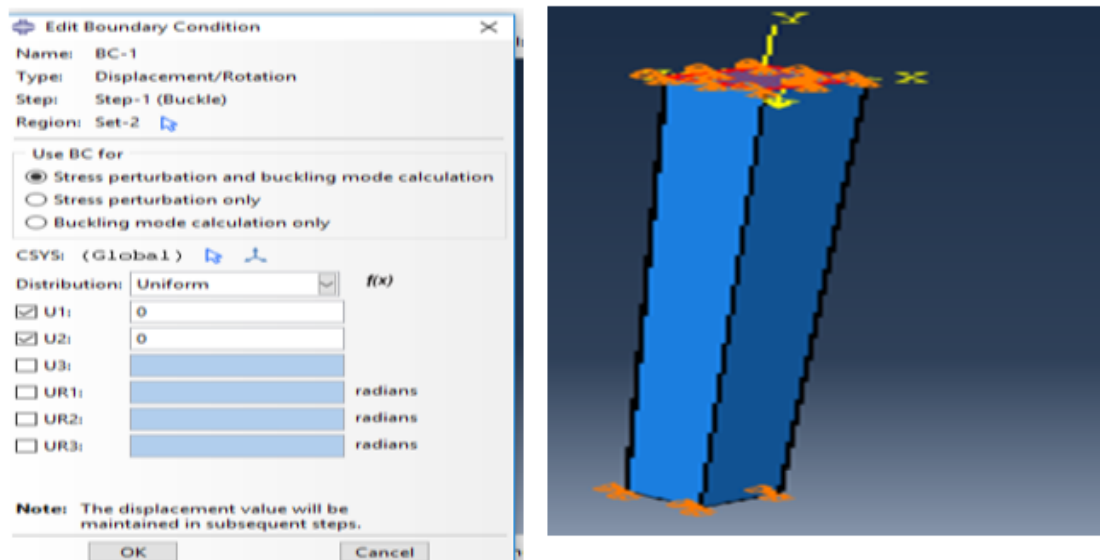 Edit Boundary Condition
Name: BC-1
Type: Displacement/Rotation
Step: Step-1 (Buckle)
Region: Set-2
Use BC for
Stress perturbation and buckling mode calculation
Stress perturbation only
Buckling mode calculation only
CSYS: (Global)
Distribution: Uniform f(x)
U1: 0
U2: 0
U3:
UR1: radians
UR2: radians
UR3: radians
Note: The displacement value will be
maintained in subsequent steps.
OK Cancel
Y
X